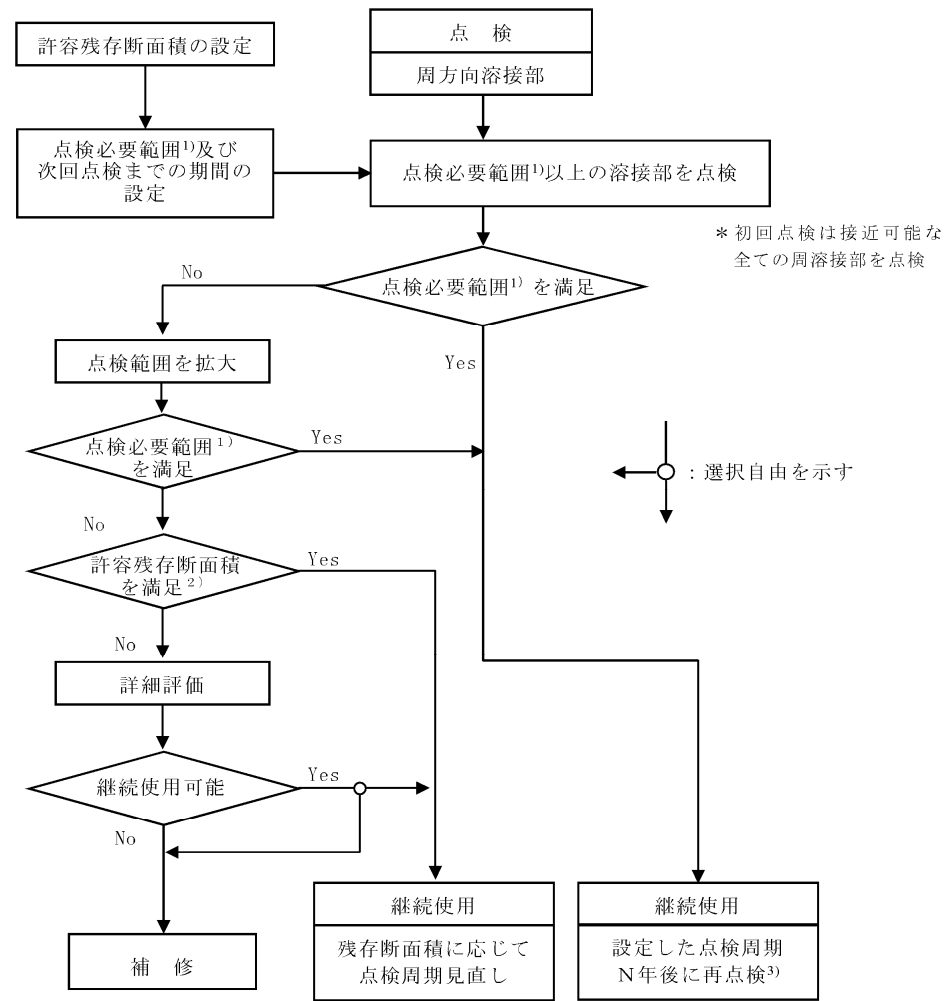 許容残存断面積の設定
点　検
周方向溶接部
点検必要範囲1)及び
次回点検までの期間の
設定
点検必要範囲1)以上の溶接部を点検
＊初回点検は接近可能な
全ての周溶接部を点検
No
点検必要範囲1) を満足
Yes
点検範囲を拡大
点検必要範囲1)
を満足
Yes
：選択自由を示す
No
許容残存断面積
を満足2)
Yes
No
詳細評価
継続使用可能
Yes
No
補　修
継続使用
残存断面積に応じて
点検周期見直し
継続使用
設定した点検周期
N年後に再点検3)